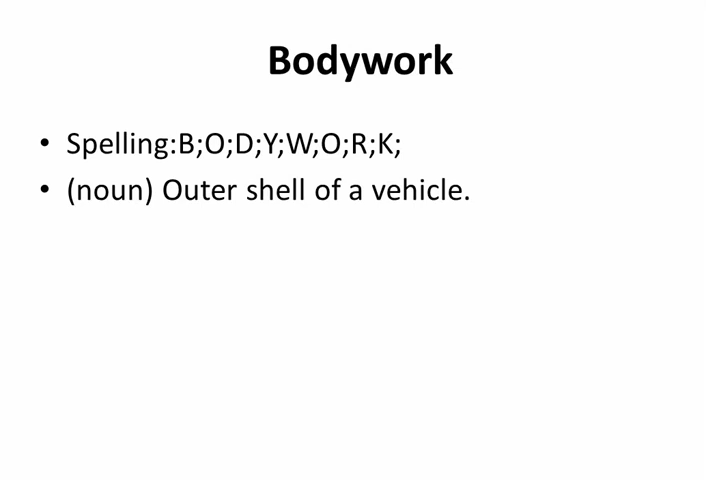 Bodywork
• Spelling:B;O;D;Y;W;O;R;K;
• (noun) Outer shell of a vehicle.